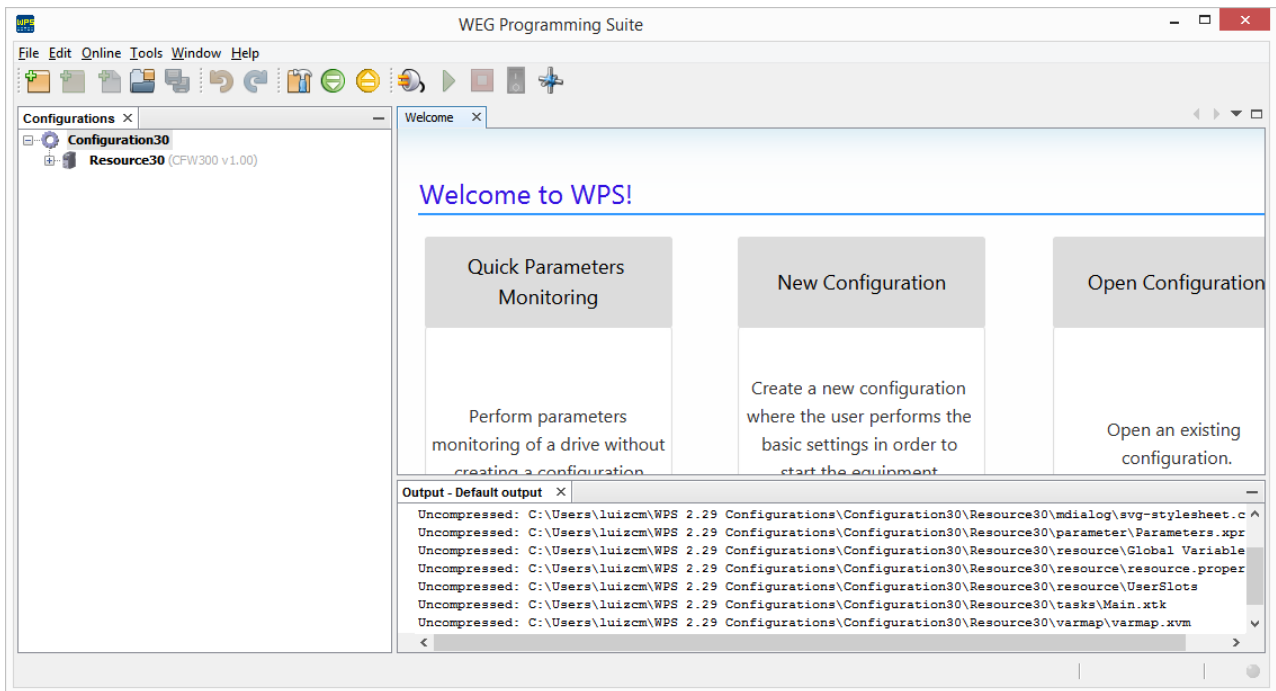 WPS
WEG Programming Suite
File Edit Online Tools Window Help
Configurations
Configuration30
Resource30 (CFW300 v1.00)
Welcome
Welcome to WPS!
Quick Parameters
Monitoring
Perform parameters
monitoring of a drive without
creating a configuration
New Configuration
Create a new configuration
where the user performs the
basic settings in order to
start the equipment
Open Configuration
Open an existing
configuration.
Output - Default output
Uncompressed: C:\Users\luizcm\WPS 2.29 Configurations\Configuration30\Resource30\mdialog\svg-stylesheet.c
Uncompressed: C:\Users\luizcm\WPS 2.29 Configurations\Configuration30\Resource30\parameter\Parameters.xpr
Uncompressed: C:\Users\luizcm\WPS 2.29 Configurations\Configuration30\Resource30\resource\Global Variable
Uncompressed: C:\Users\luizcm\WPS 2.29 Configurations\Configuration30\Resource30\resource\resource.proper
Uncompressed: C:\Users\luizcm\WPS 2.29 Configurations\Configuration30\Resource30\resource\UserSlots
Uncompressed: C:\Users\luizcm\WPS 2.29 Configurations\Configuration30\Resource30\tasks\Main.xtk
Uncompressed: C:\Users\luizcm\WPS 2.29 Configurations\Configuration30\Resource30\varmap\varmap.xvm